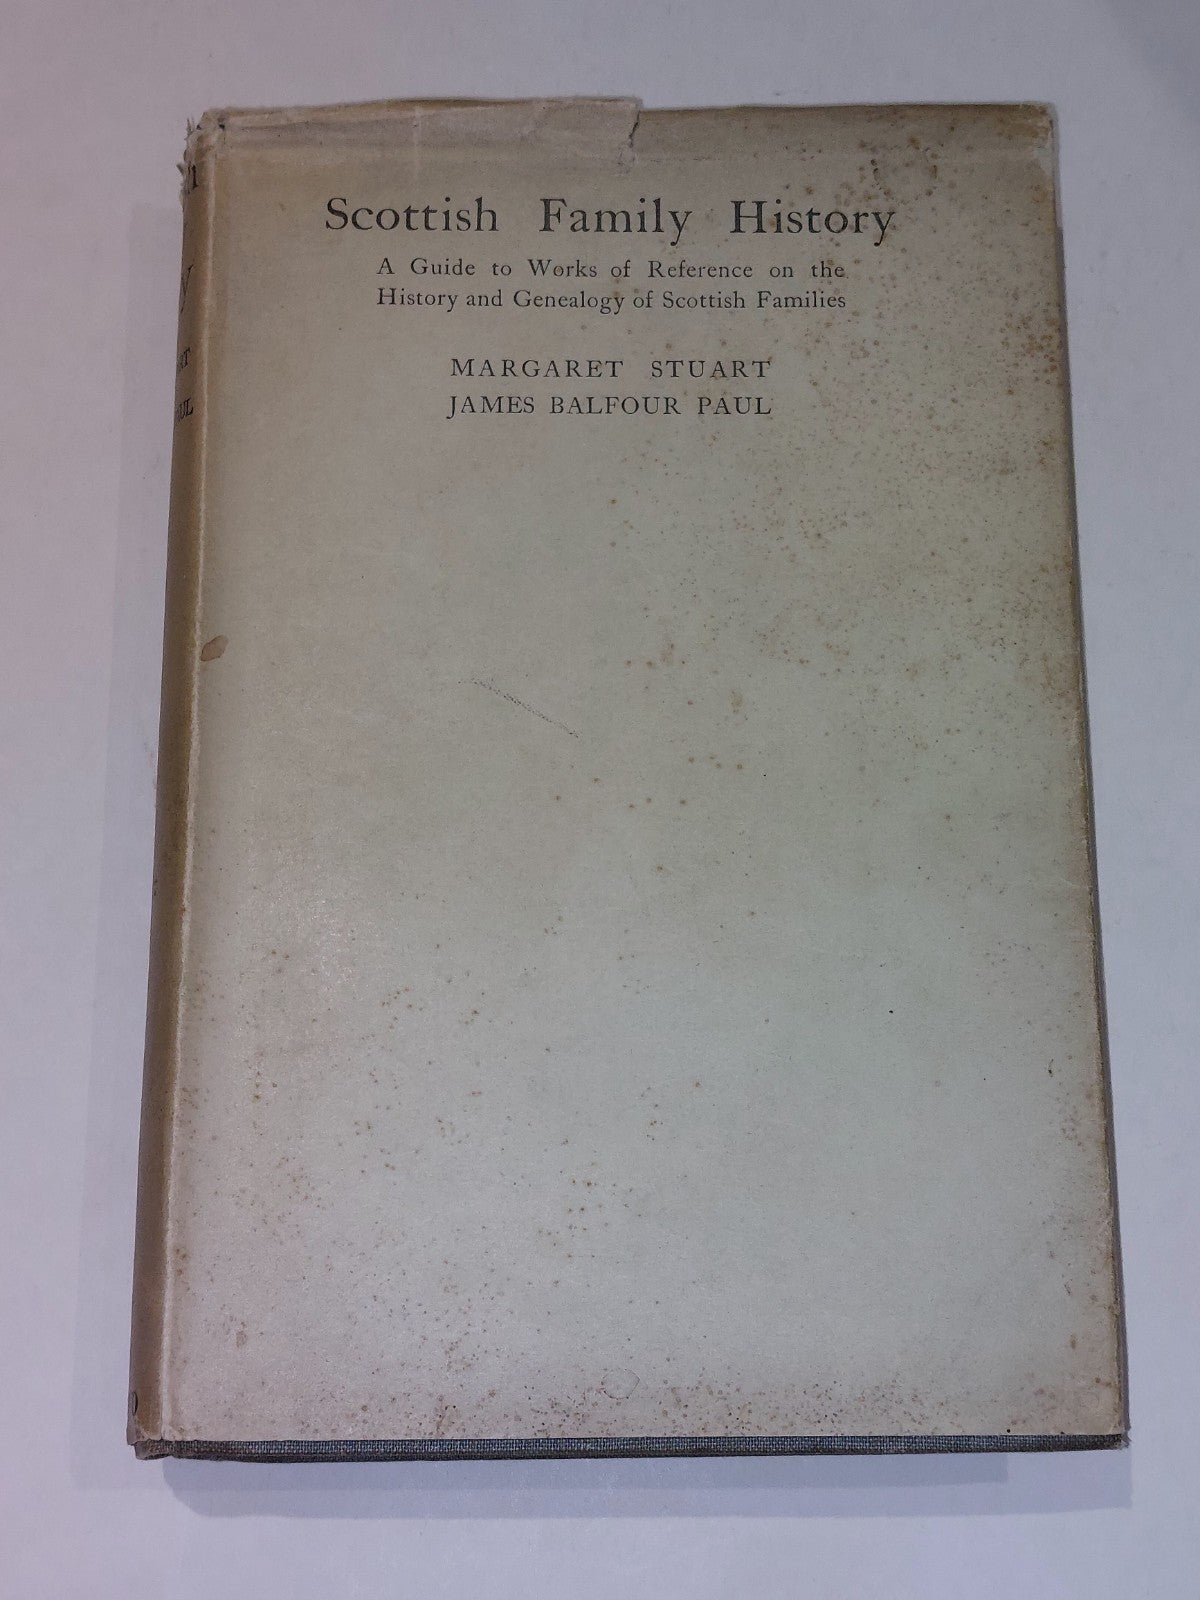 Scottish Family History
A Guide to Works of Reference on the
History and Genealogy of Scottish Families
MARGARET STUART
JAMES BALFOUR PAUL